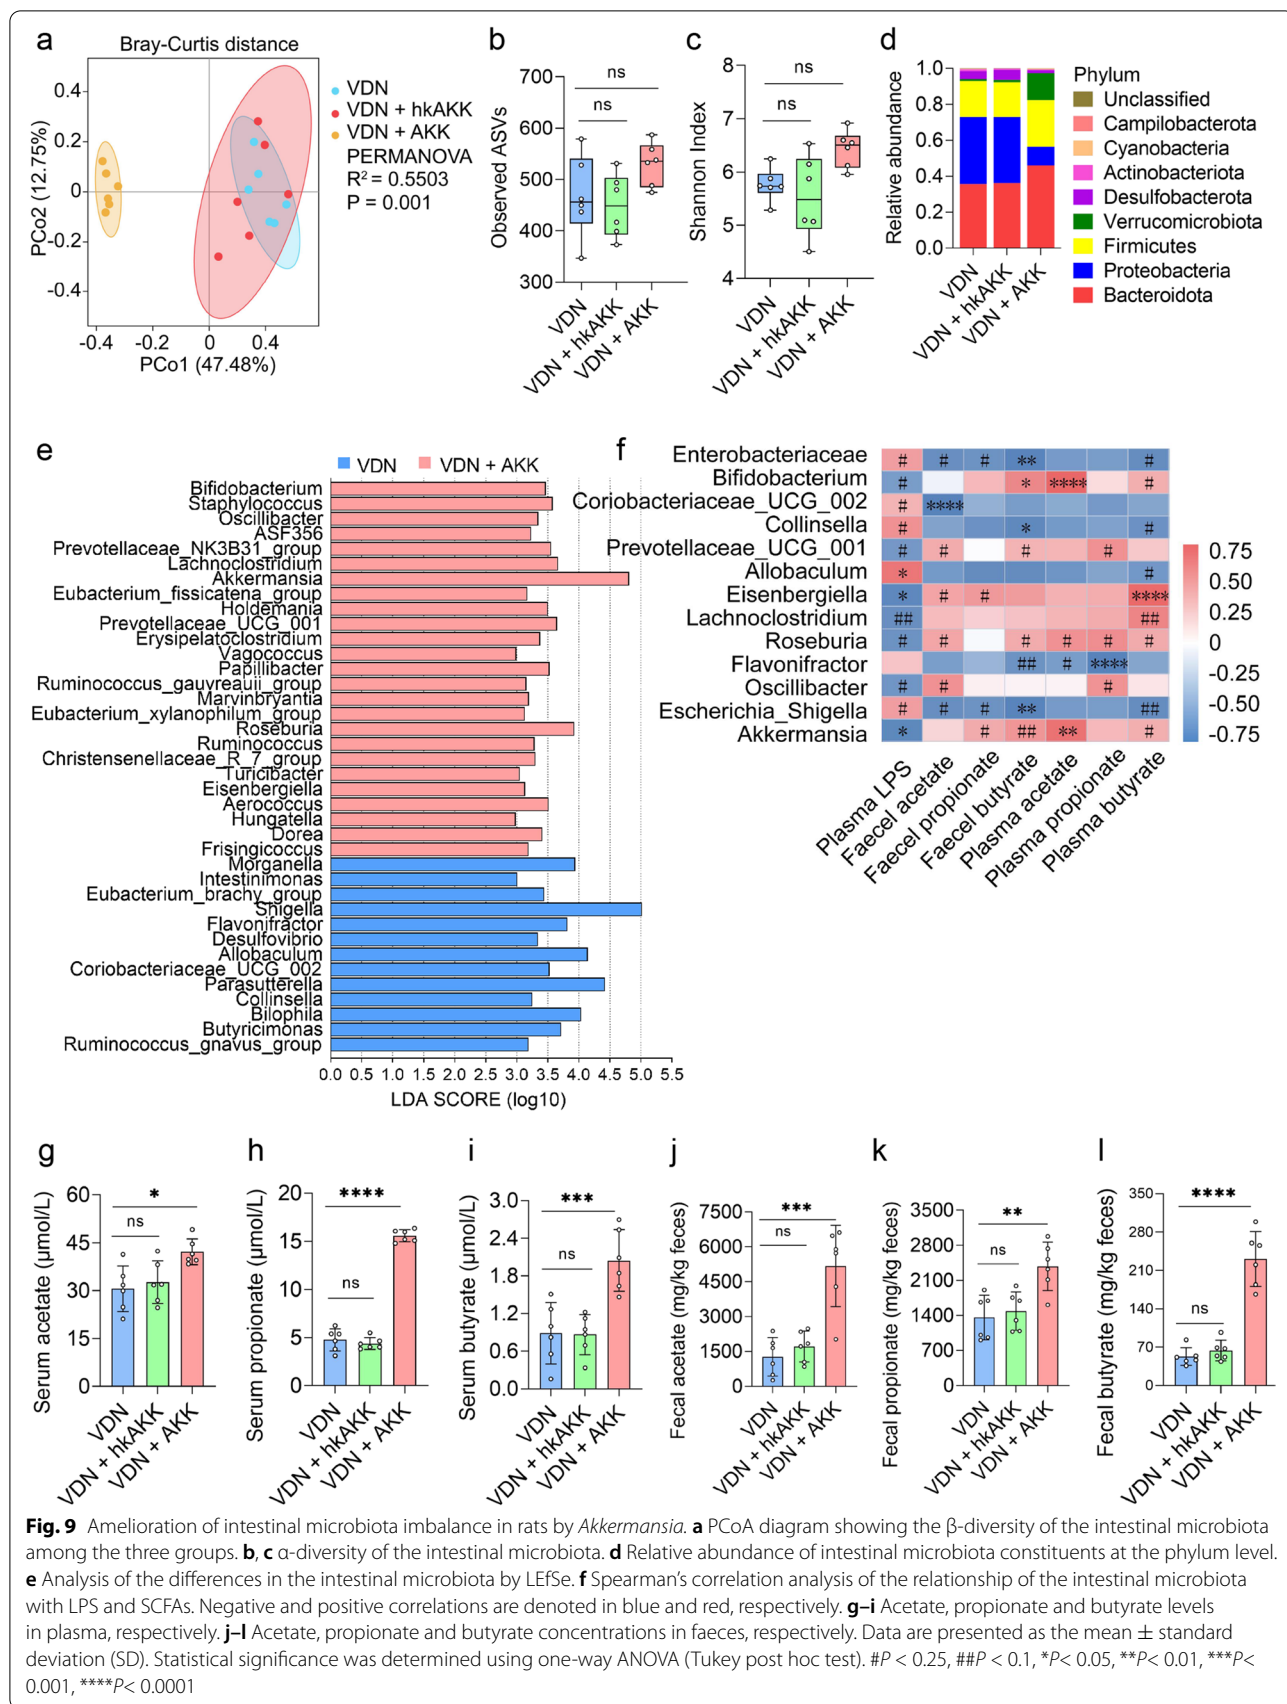 a
Bray-Curtis distance
0.4
0.2
0
-0.2
-0.4
PCo2 (12.75%)
-0.4
-0.2
0
0.4
PCo1 (47.48%)
VDN
VDN + hkAKK
VDN + AKK
PERMANOVA
R² = 0.5503
P = 0.001
b
700
600
500
400
300
Observed ASVs
ns
ns
VDN
VDN + hkAKK
VDN + AKK
c
8
7
6
5
4
Shannon Index
ns
ns
VDN
VDN + hkAKK
VDN + AKK
d
1.0
0.8
0.6
0.4
0.2
0.0
Relative abundance
VDN
VDN + hkAKK
VDN + AKK
Phylum
Unclassified
Campilobacterota
Cyanobacteria
Actinobacteriota
Desulfobacterota
Verrucomicrobiota
Firmicutes
Proteobacteria
Bacteroidota
e
VDN
VDN + AKK
Bifidobacterium
Staphylococcus
Oscillibacter
ASF356
Prevotellaceae_NK3B31_group
Lachnoclostridium
Akkermansia
Eubacterium_fissicatena_group
Holdemania
Prevotellaceae_UCG_001
Erysipelatoclostridium
Vagococcus
Papillibacter
Ruminococcus_gauvreauii_group
Marvinbryantia
Eubacterium_xylanophilum_group
Roseburia
Ruminococcus
Christensenellaceae_R_7_group
Turicibacter
Eisenbergiella
Aerococcus
Hungatella
Dorea
Frisingicoccus
Morganella
Intestinimonas
Eubacterium_brachy_group
Shigella
Flavonifractor
Desulfovibrio
Allobaculum
Coriobacteriaceae_UCG_002
Parasutterella
Collinsella
Bilophila
Butyricimonas
Ruminococcus_gnavus_group
0.0 0.5 1.0 1.5 2.0 2.5 3.0 3.5 4.0 4.5 5.0 5.5
LDA SCORE (log10)
f
Enterobacteriaceae # # # ** #
Bifidobacterium # * **** #
Coriobacteriaceae_UCG_002 # ****
Collinsella # * #
Prevotellaceae_UCG_001 # # # #
Allobaculum * #
Eisenbergiella * # # ****
Lachnoclostridium ## ##
Roseburia # # # # # #
Flavonifractor ## # ****
Oscillibacter # # #
Escherichia_Shigella # # # ** ##
Akkermansia * # ## ** #
Plasma LPS
Faecel acetate
Faecel propionate
Faecel butyrate
Plasma acetate
Plasma propionate
Plasma butyrate
0.75
0.50
0.25
0
-0.25
-0.50
-0.75
g
60
45
30
15
0
Serum acetate (μmol/L)
*
ns
VDN
VDN + hkAKK
VDN + AKK
h
20
15
10
5
0
Serum propionate (μmol/L)
****
ns
VDN
VDN + hkAKK
VDN + AKK
i
3.0
2.4
1.8
1.2
0.6
0.0
Serum butyrate (μmol/L)
***
ns
VDN
VDN + hkAKK
VDN + AKK
j
7500
6000
4500
3000
1500
0
Fecal acetate (mg/kg feces)
***
ns
VDN
VDN + hkAKK
VDN + AKK
k
3500
2800
2100
1400
700
0
Fecal propionate (mg/kg feces)
**
ns
VDN
VDN + hkAKK
VDN + AKK
l
350
280
210
140
70
0
Fecal butyrate (mg/kg feces)
****
ns
VDN
VDN + hkAKK
VDN + AKK
Fig. 9 Amelioration of intestinal microbiota imbalance in rats by Akkermansia. a PCoA diagram showing the β-diversity of the intestinal microbiota
among the three groups. b, c α-diversity of the intestinal microbiota. d Relative abundance of intestinal microbiota constituents at the phylum level.
e Analysis of the differences in the intestinal microbiota by LEfSe. f Spearman's correlation analysis of the relationship of the intestinal microbiota
with LPS and SCFAs. Negative and positive correlations are denoted in blue and red, respectively. g–i Acetate, propionate and butyrate levels
in plasma, respectively. j–l Acetate, propionate and butyrate concentrations in faeces, respectively. Data are presented as the mean ± standard
deviation (SD). Statistical significance was determined using one-way ANOVA (Tukey post hoc test). #P < 0.25, ##P < 0.1, *P< 0.05, **P< 0.01, ***P<
0.001, ****P< 0.0001